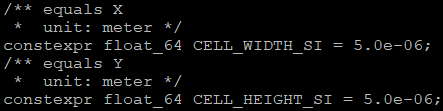 /** equals X
 *  unit: meter */
constexpr float_64 CELL_WIDTH_SI = 5.0e-06;
/** equals Y
 *  unit: meter */
constexpr float_64 CELL_HEIGHT_SI = 5.0e-06;